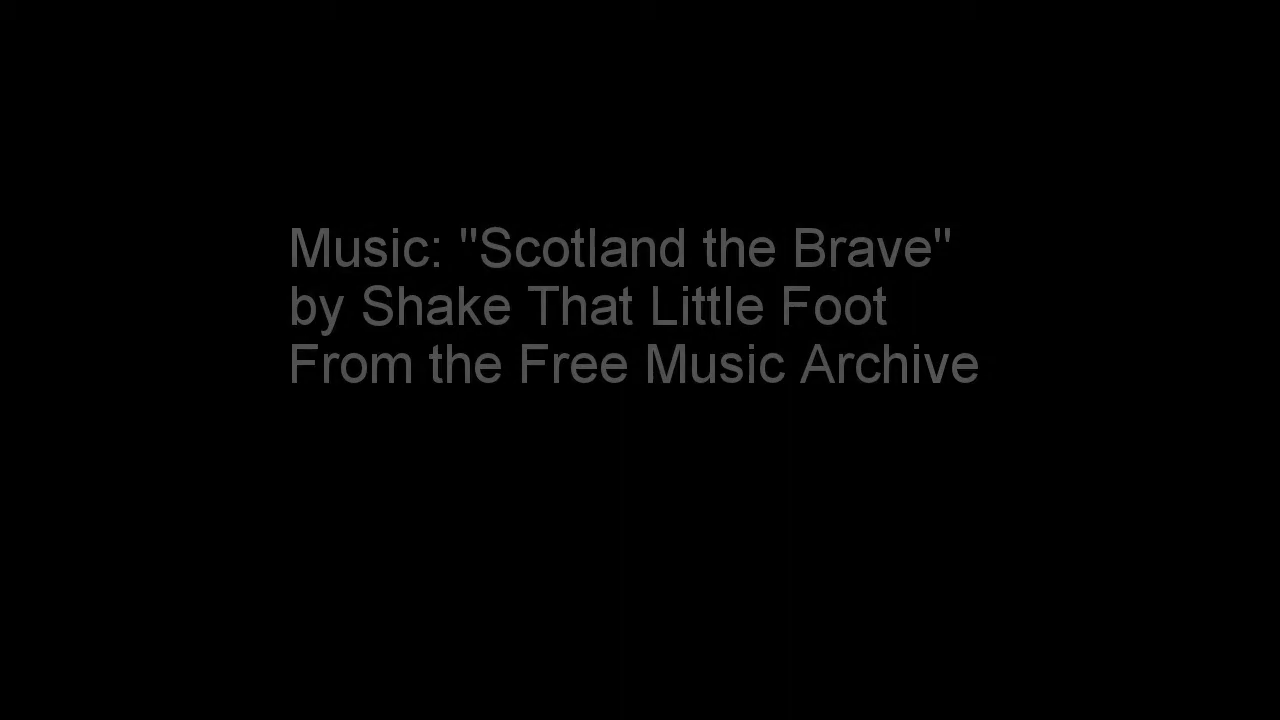 Music: "Scotland the Brave"
by Shake That Little Foot
From the Free Music Archive